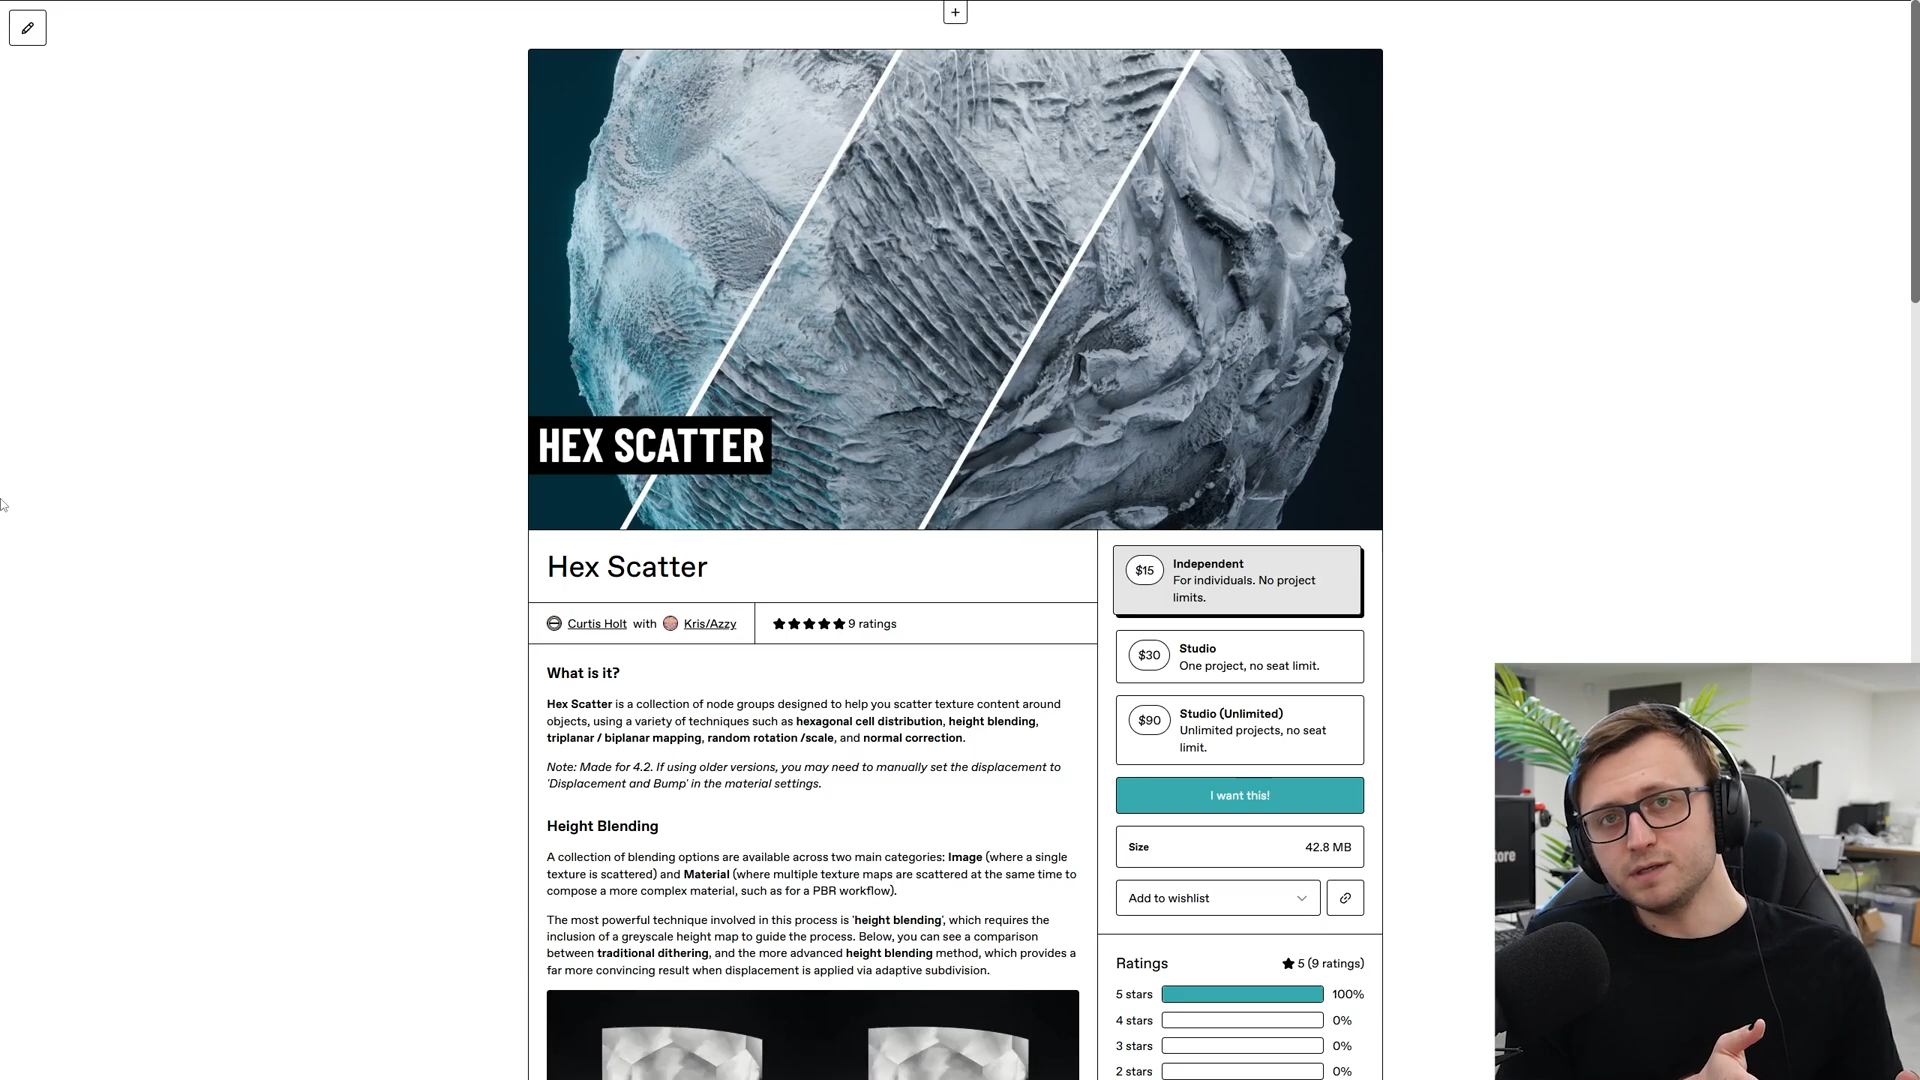 +
HEX SCATTER
Hex Scatter
Curtis Holt with Kris/Azzy
9 ratings
What is it?
Hex Scatter is a collection of node groups designed to help you scatter texture content around
objects, using a variety of techniques such as hexagonal cell distribution, height blending,
triplanar / biplanar mapping, random rotation /scale, and normal correction.
Note: Made for 4.2. If using older versions, you may need to manually set the displacement to
'Displacement and Bump' in the material settings.
Height Blending
A collection of blending options are available across two main categories: Image (where a single
texture is scattered) and Material (where multiple texture maps are scattered at the same time to
compose a more complex material, such as for a PBR workflow).
The most powerful technique involved in this process is 'height blending', which requires the
inclusion of a greyscale height map to guide the process. Below, you can see a comparison
between traditional dithering, and the more advanced height blending method, which provides a
far more convincing result when displacement is applied via adaptive subdivision.
$15
Independent
For individuals. No project
limits.
$30
Studio
One project, no seat limit.
$90
Studio (Unlimited)
Unlimited projects, no seat
limit.
I want this!
Size 42.8 MB
Add to wishlist
Ratings 5 (9 ratings)
5 stars 100%
4 stars 0%
3 stars 0%
2 stars 0%